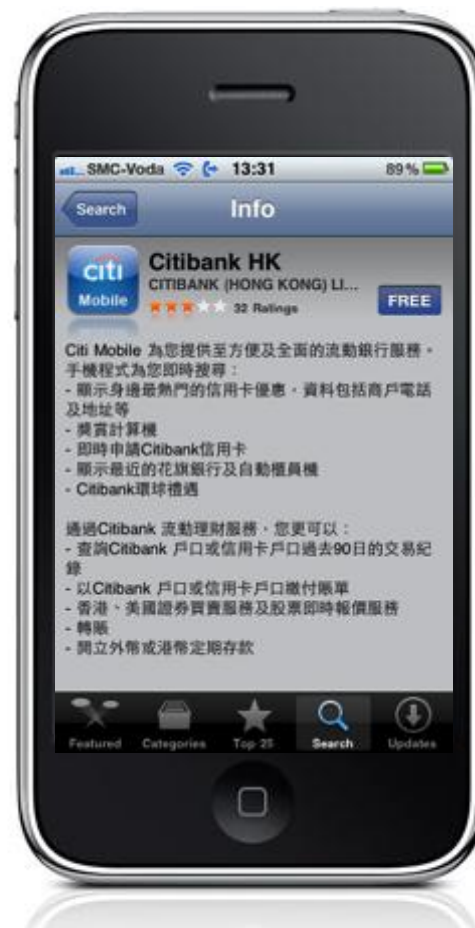 SMC-Voda 13:31 89%
Search Info
citi
Mobile
Citibank HK
CITIBANK (HONG KONG) LI...
32 Ratings
FREE
Citi Mobile 為您提供至方便及全面的流動銀行服務。
手機程式為您即時搜尋：
- 顯示身邊最熱門的信用卡優惠，資料包括商戶電話
及地址等
- 獎賞計算機
- 即時申請Citibank信用卡
- 顯示最近的花旗銀行及自動櫃員機
- Citibank環球禮遇
通過Citibank 流動理財服務，您更可以：
- 查詢Citibank 戶口或信用卡戶口過去90日的交易紀
錄
- 以Citibank 戶口或信用卡戶口繳付賬單
- 香港、美國證券買賣服務及股票即時報價服務
- 轉賬
- 開立外幣或港幣定期存款
Featured Categories Top 25 Search Updates